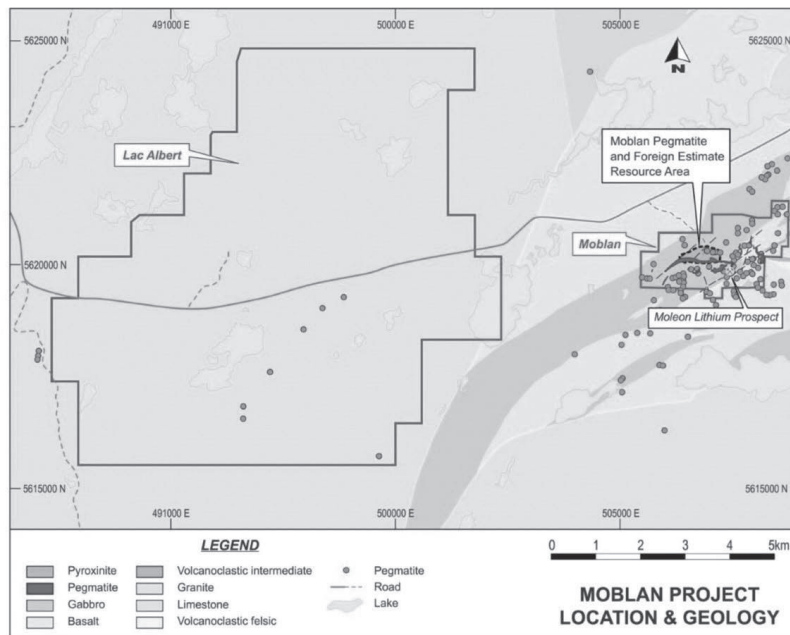 491000 E
500000 E
505000 E
5625000 N
5625000 N
N
Lac Albert
Moblan Pegmatite
and Foreign Estimate
Resource Area
Moblan
5620000 N
5620000 N
Moleon Lithium Prospect
5615000 N
5615000 N
491000 E
500000 E
505000 E
LEGEND
Pyroxinite
Pegmatite
Gabbro
Basalt
Volcanoclastic intermediate
Granite
Limestone
Volcanoclastic felsic
Pegmatite
Road
Lake
0 1 2 3 4 5km
MOBLAN PROJECT
LOCATION & GEOLOGY